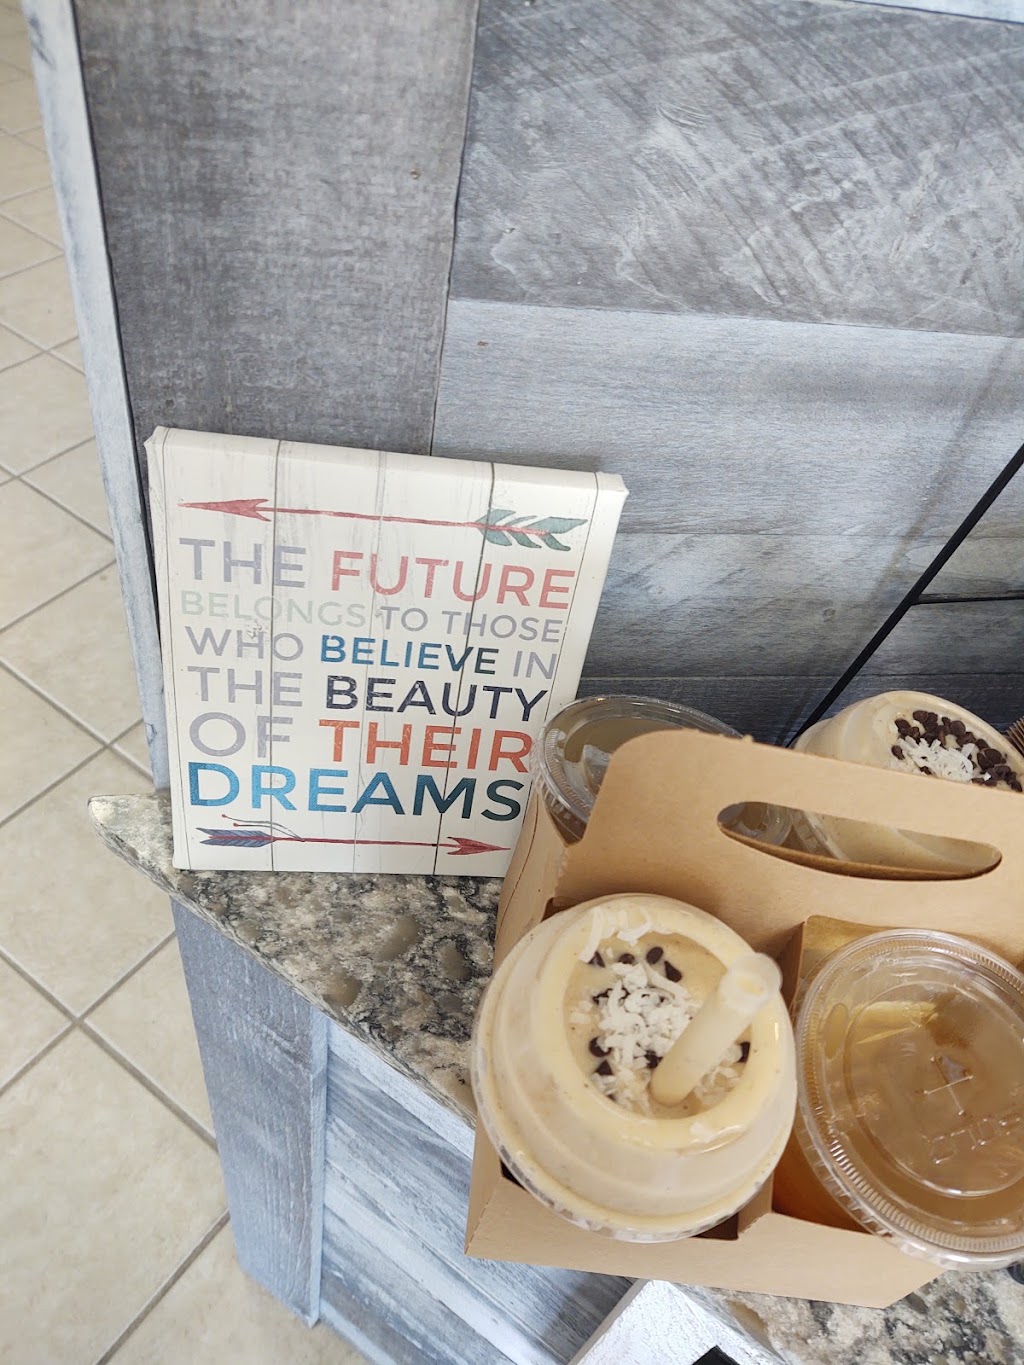 THE FUTURE
BELONGS TO THOSE
WHO BELIEVE IN
THE BEAUTY
OF THEIR
DREAMS